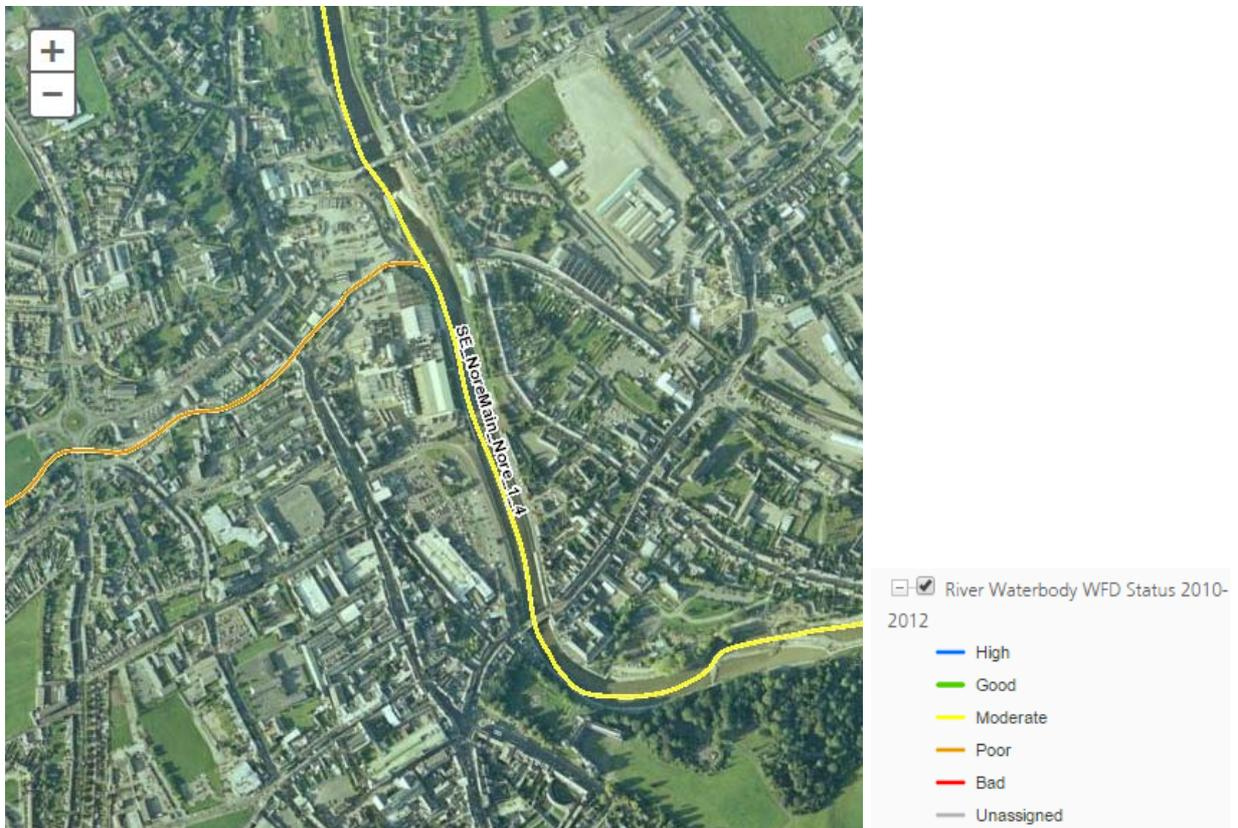 +
−
SE_NoreMain_Nore_1_4
River Waterbody WFD Status 2010-
2012
High
Good
Moderate
Poor
Bad
Unassigned